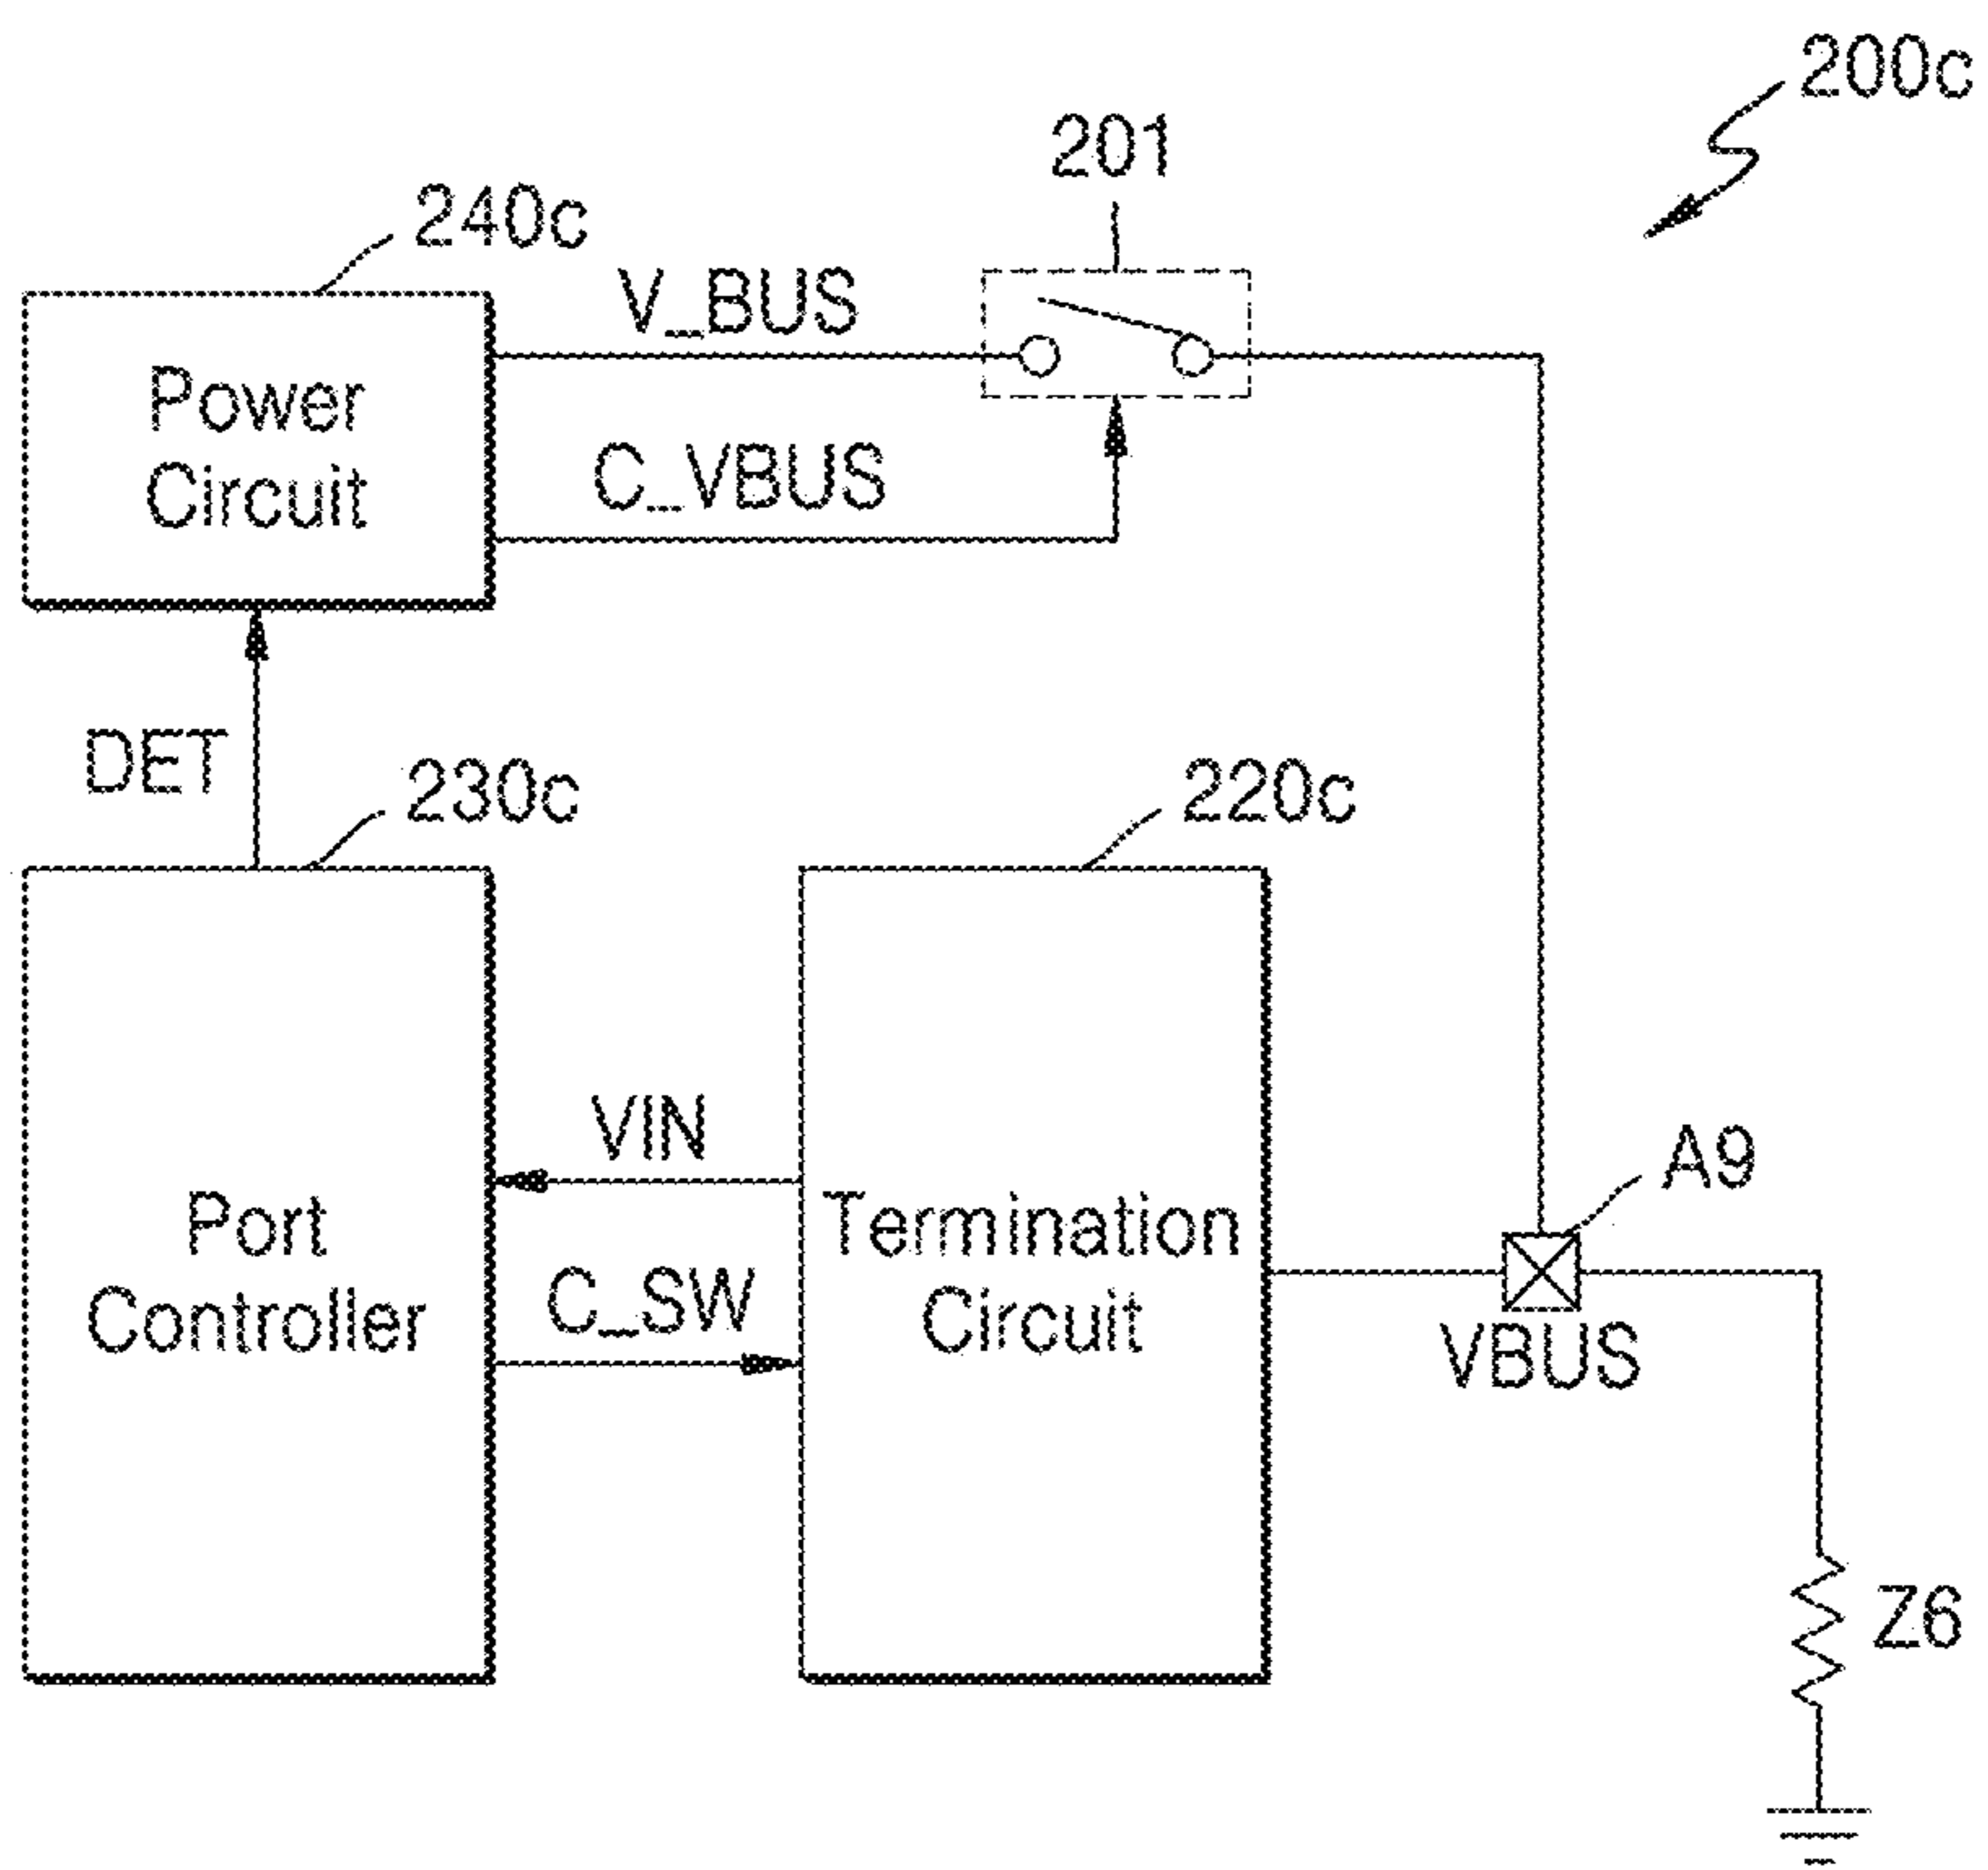 200c
201
240c
V_BUS
Power
Circuit
C_VBUS
DET
230c
220c
VIN
A9
Port
Controller
Termination
Circuit
C_SW
VBUS
Z6